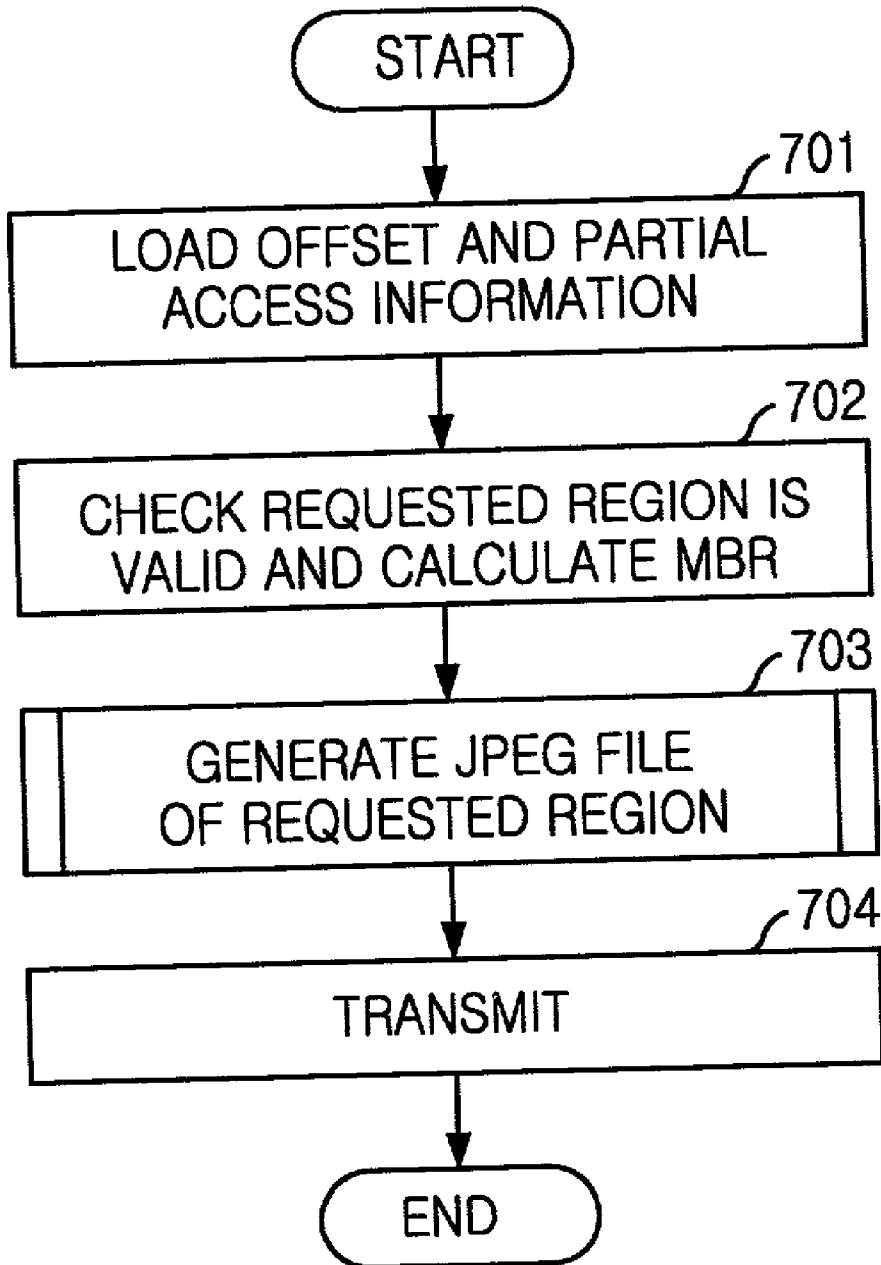 START
701
LOAD OFFSET AND PARTIAL
ACCESS INFORMATION
702
CHECK REQUESTED REGION IS
VALID AND CALCULATE MBR
703
GENERATE JPEG FILE
OF REQUESTED REGION
704
TRANSMIT
END